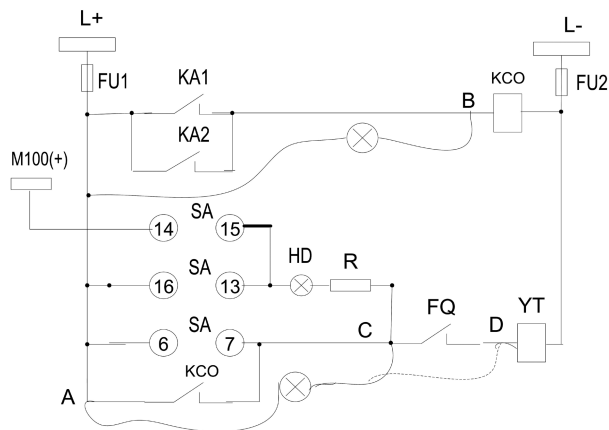 L+
L-
FU1
KA1
KCO
FU2
B
KA2
M100(+)
SA
14
15
SA
HD
R
16
13
FQ
YT
SA
C
D
6
7
KCO
A